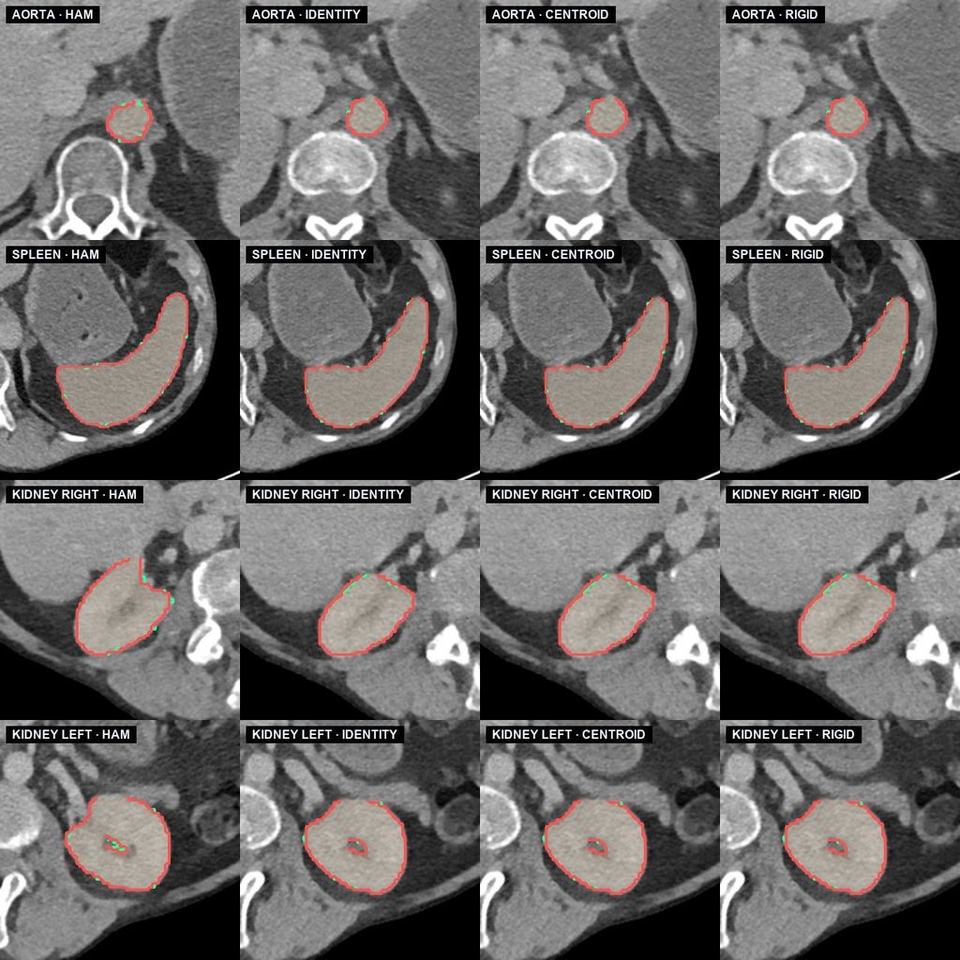 AORTA · HAM
AORTA · IDENTITY
AORTA · CENTROID
AORTA · RIGID
SPLEEN · HAM
SPLEEN · IDENTITY
SPLEEN · CENTROID
SPLEEN · RIGID
KIDNEY RIGHT · HAM
KIDNEY RIGHT · IDENTITY
KIDNEY RIGHT · CENTROID
KIDNEY RIGHT · RIGID
KIDNEY LEFT · HAM
KIDNEY LEFT · IDENTITY
KIDNEY LEFT · CENTROID
KIDNEY LEFT · RIGID